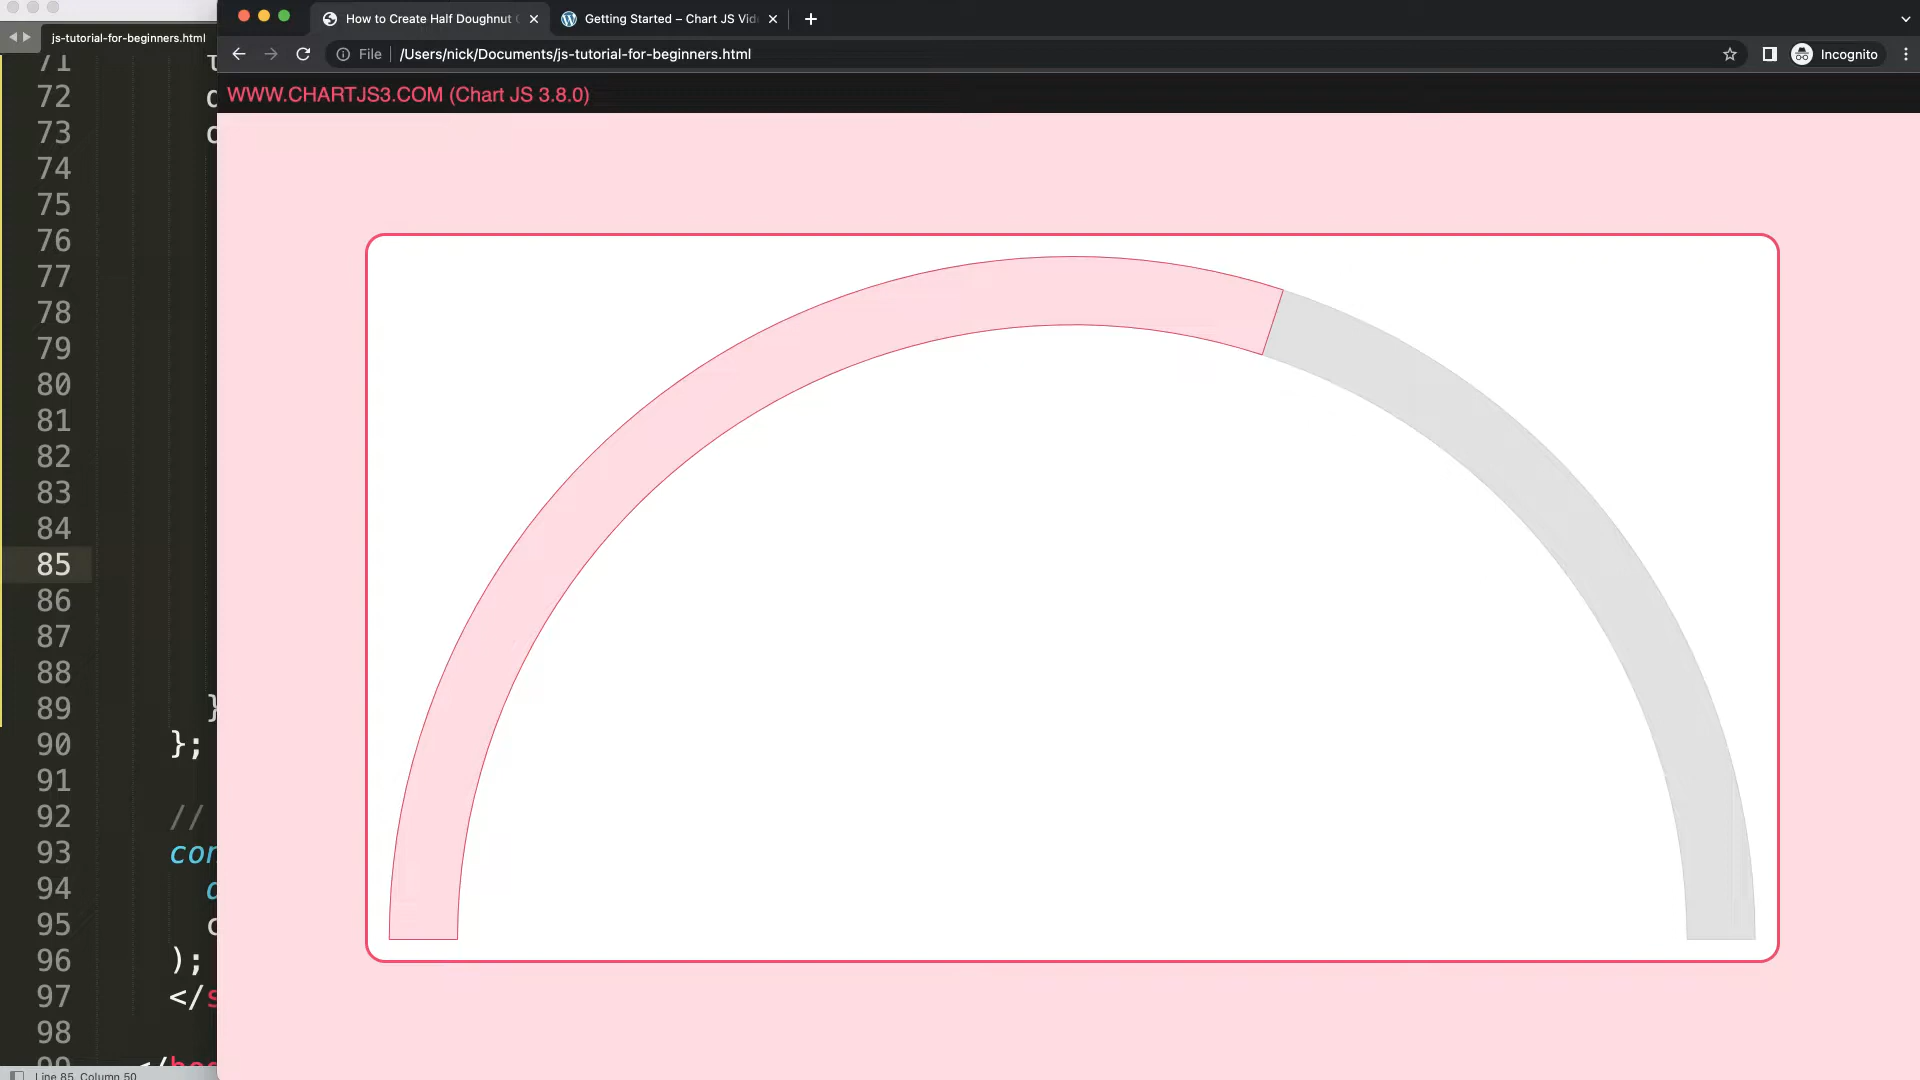 How to Create Half Doughnut
Getting Started – Chart JS Vid
js-tutorial-for-beginners.html
File
/Users/nick/Documents/js-tutorial-for-beginners.html
Incognito
WWW.CHARTJS3.COM (Chart JS 3.8.0)
71
72
73
74
75
76
77
78
79
80
81
82
83
84
85
86
87
88
89 }
90 };
91
92 //
93 con
94
95
96 );
97 </s
98
99
Line 85, Column 50